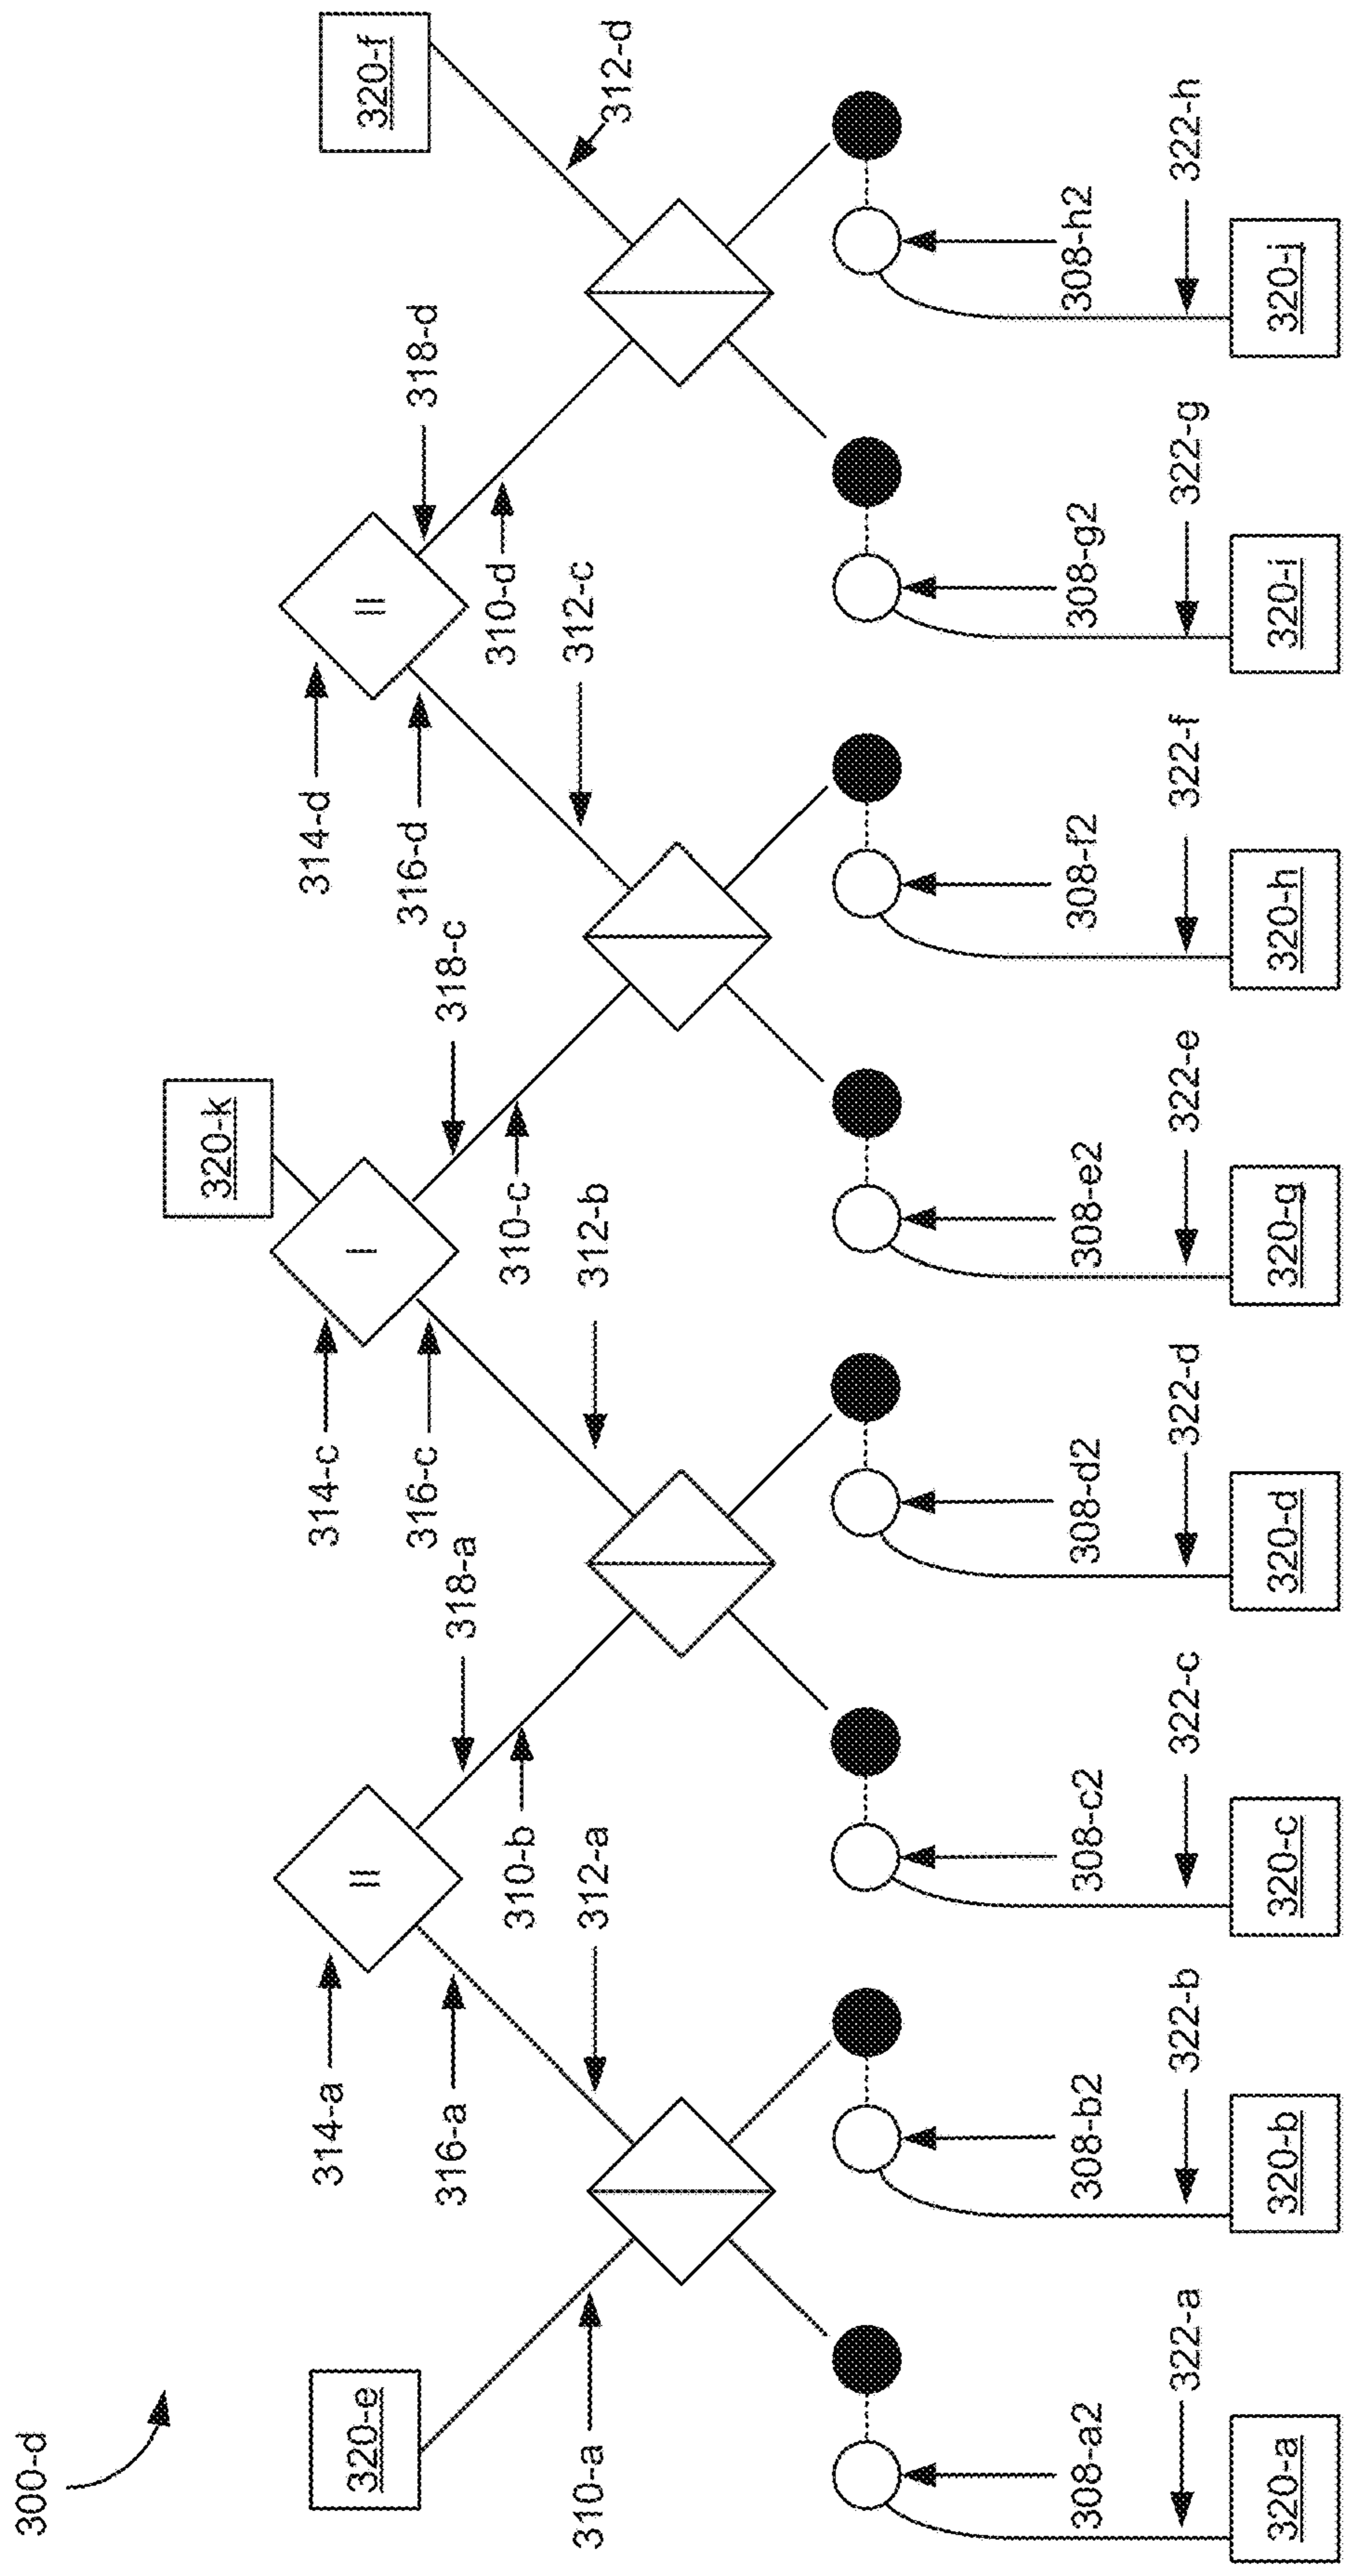 300-d
320-k
320-e
314-a
314-c
314-d
320-f
316-a
318-a
316-c
318-c
316-d
318-d
310-b
310-c
310-d
310-a
312-a
312-b
312-c
312-d
308-a2
308-b2
308-c2
308-d2
308-e2
308-f2
308-g2
308-h2
322-a
322-b
322-c
322-d
322-e
322-f
322-g
322-h
320-a
320-b
320-c
320-d
320-g
320-h
320-i
320-j
II
I
II